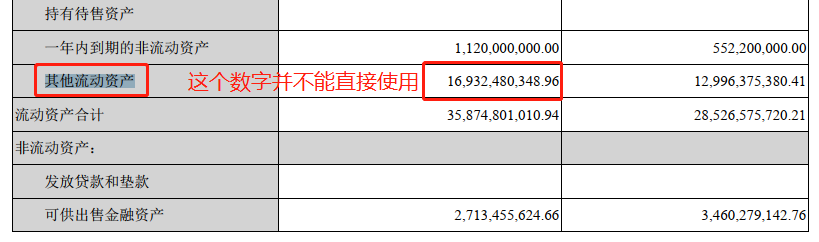 持有待售资产
一年内到期的非流动资产 1,120,000,000.00 552,200,000.00
其他流动资产 这个数字并不能直接使用 16,932,480,348.96 12,996,375,380.41
流动资产合计 35,874,801,010.94 28,526,575,720.21
非流动资产：
发放贷款和垫款
可供出售金融资产 2,713,455,624.66 3,460,279,142.76